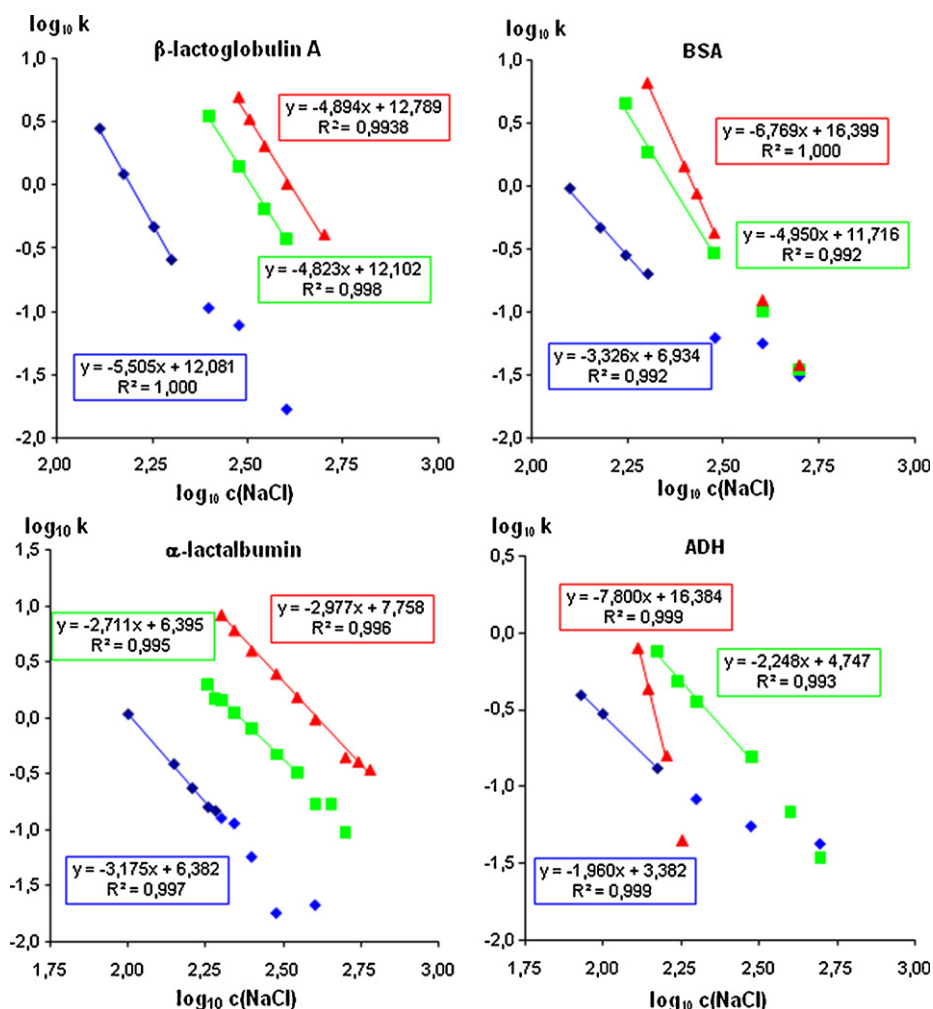 log₁₀ k
β-lactoglobulin A
1,0
0,5
0,0
-0,5
-1,0
-1,5
-2,0
y = -4,894x + 12,789
R² = 0,9938
y = -4,823x + 12,102
R² = 0,998
y = -5,505x + 12,081
R² = 1,000
2,00 2,25 2,50 2,75 3,00
log₁₀ c(NaCl)
log₁₀ k
BSA
1,0
0,5
0,0
-0,5
-1,0
-1,5
-2,0
y = -6,769x + 16,399
R² = 1,000
y = -4,950x + 11,716
R² = 0,992
y = -3,326x + 6,934
R² = 0,992
2,00 2,25 2,50 2,75 3,00
log₁₀ c(NaCl)
log₁₀ k
α-lactalbumin
1,5
1,0
0,5
0,0
-0,5
-1,0
-1,5
-2,0
y = -2,711x + 6,395
R² = 0,995
y = -2,977x + 7,758
R² = 0,996
y = -3,175x + 6,382
R² = 0,997
1,75 2,00 2,25 2,50 2,75 3,00
log₁₀ c(NaCl)
log₁₀ k
ADH
0,5
0,0
-0,5
-1,0
-1,5
-2,0
y = -7,800x + 16,384
R² = 0,999
y = -2,248x + 4,747
R² = 0,993
y = -1,960x + 3,382
R² = 0,999
1,75 2,00 2,25 2,50 2,75 3,00
log₁₀ c(NaCl)